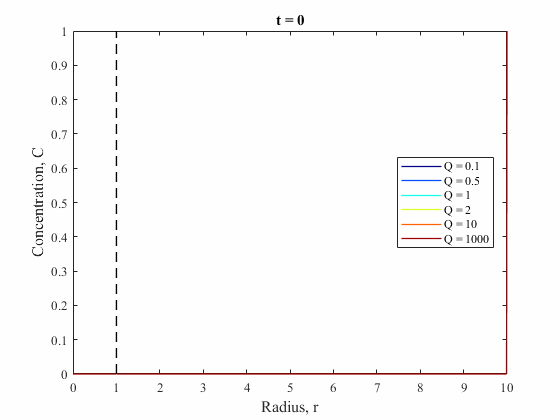 t = 0
1
0.9
0.8
0.7
0.6
0.5
0.4
0.3
0.2
0.1
0
Concentration, C
Q = 0.1
Q = 0.5
Q = 1
Q = 2
Q = 10
Q = 1000
0 1 2 3 4 5 6 7 8 9 10
Radius, r